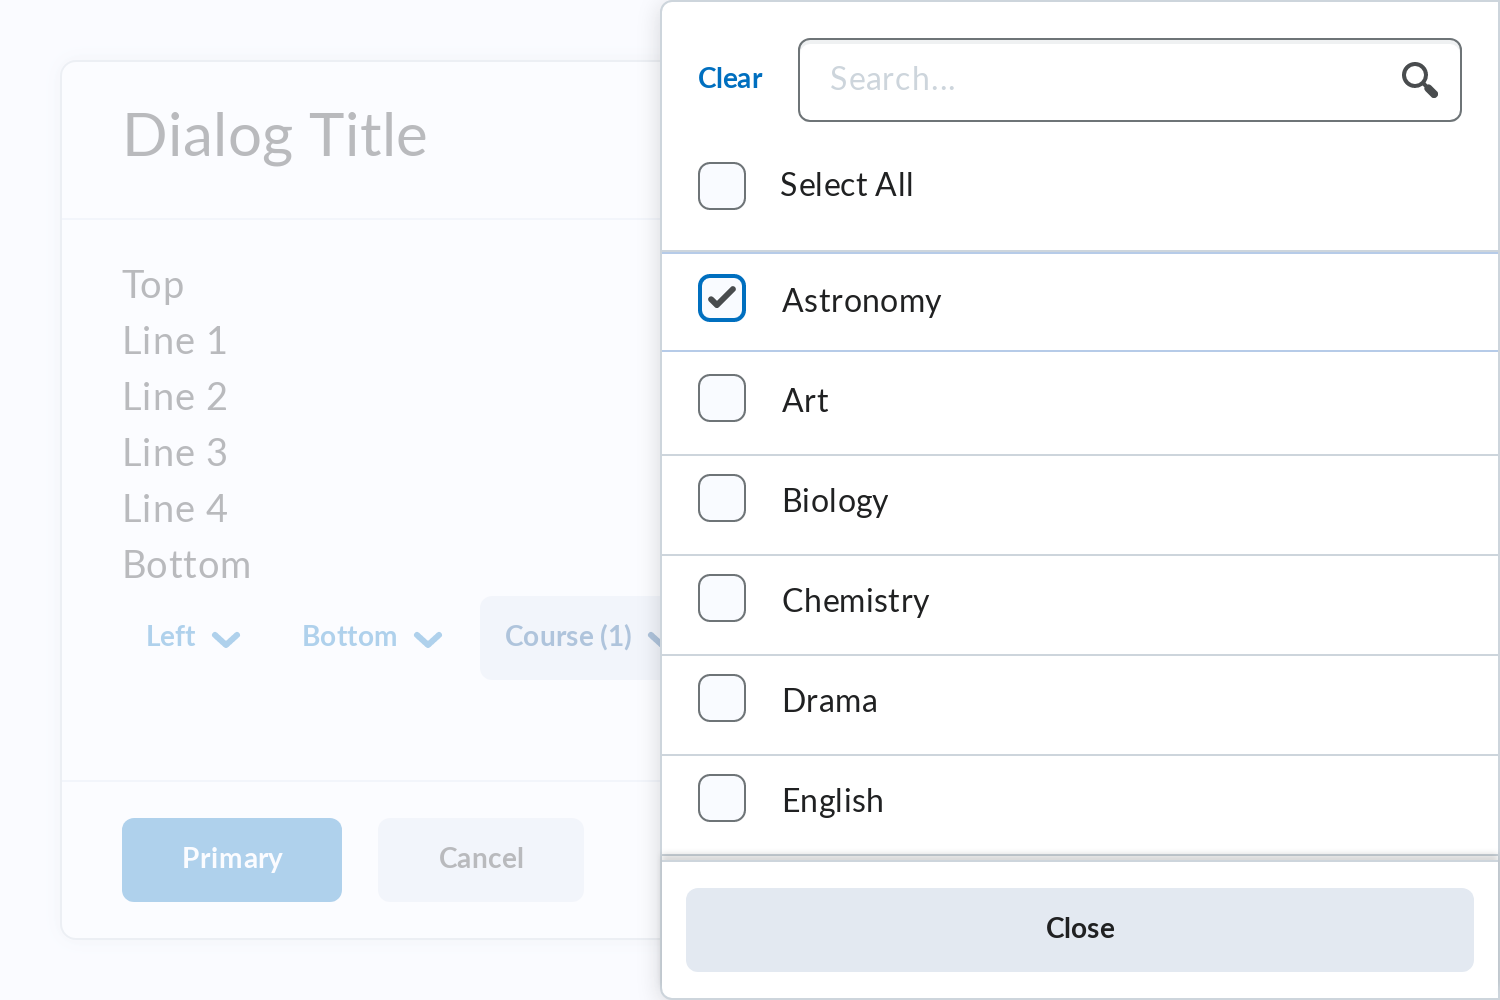 Dialog Title
Top
Line 1
Line 2
Line 3
Line 4
Bottom
Left Bottom Course (1)
Primary Cancel
Clear Search...
Select All
Astronomy
Art
Biology
Chemistry
Drama
English
Close